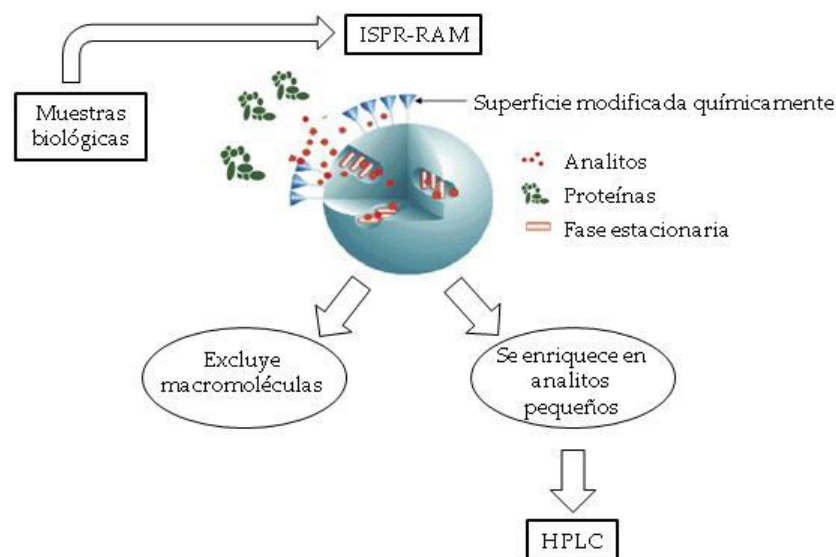 ISPR-RAM
Muestras
biológicas
Superficie modificada químicamente
Analitos
Proteínas
Fase estacionaria
Excluye
macromoléculas
Se enriquece en
analitos
pequeños
HPLC